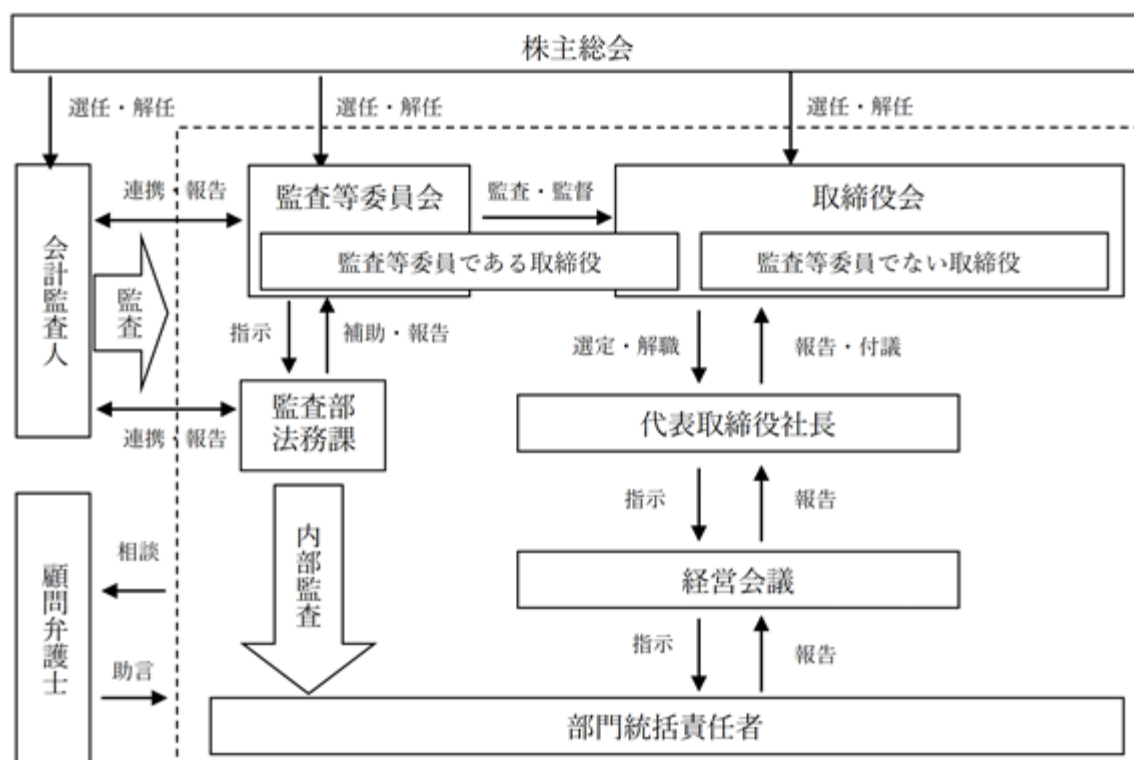 株主総会
選任・解任
選任・解任
選任・解任
連携・報告
監査等委員会
監査・監督
取締役会
会計監査人
監査
監査等委員である取締役
監査等委員でない取締役
指示
補助・報告
選定・解職
報告・付議
監査部
法務課
連携・報告
代表取締役社長
指示
報告
内部監査
顧問弁護士
相談
経営会議
指示
報告
助言
部門統括責任者